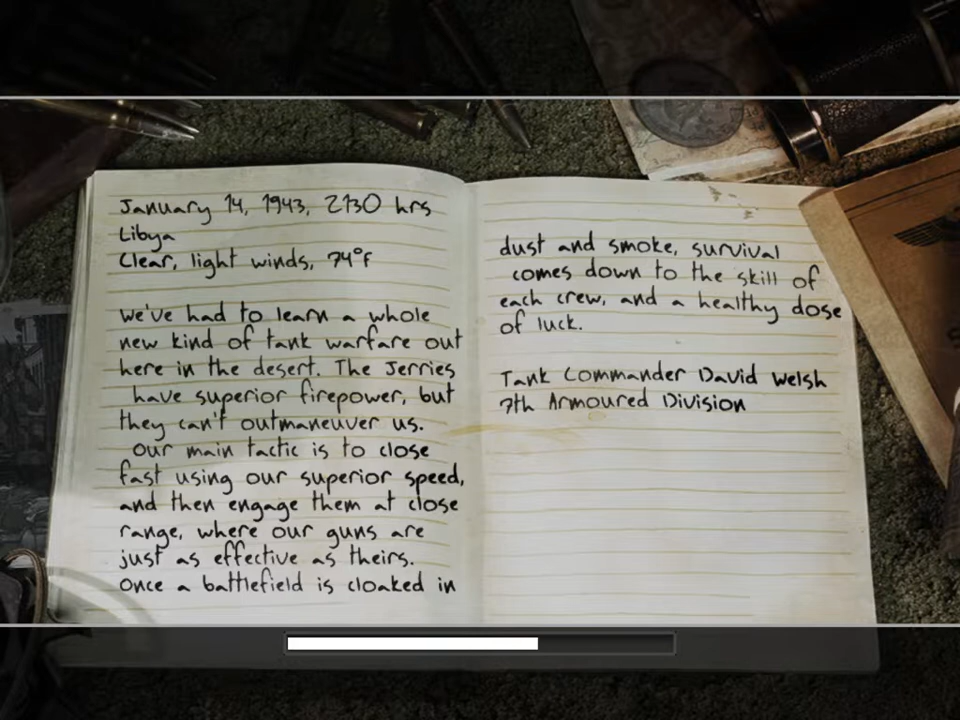 January 14, 1943, 2130 hrs
Libya
Clear, light winds, 74°F
We've had to learn a whole
new kind of tank warfare out
here in the desert. The Jerries
have superior firepower, but
they can't outmaneuver us.
Our main tactic is to close
fast using our superior speed,
and then engage them at close
range, where our guns are
just as effective as theirs.
Once a battlefield is cloaked in
dust and smoke, survival
comes down to the skill of
each crew, and a healthy dose
of luck.
Tank Commander David Welsh
7th Armoured Division